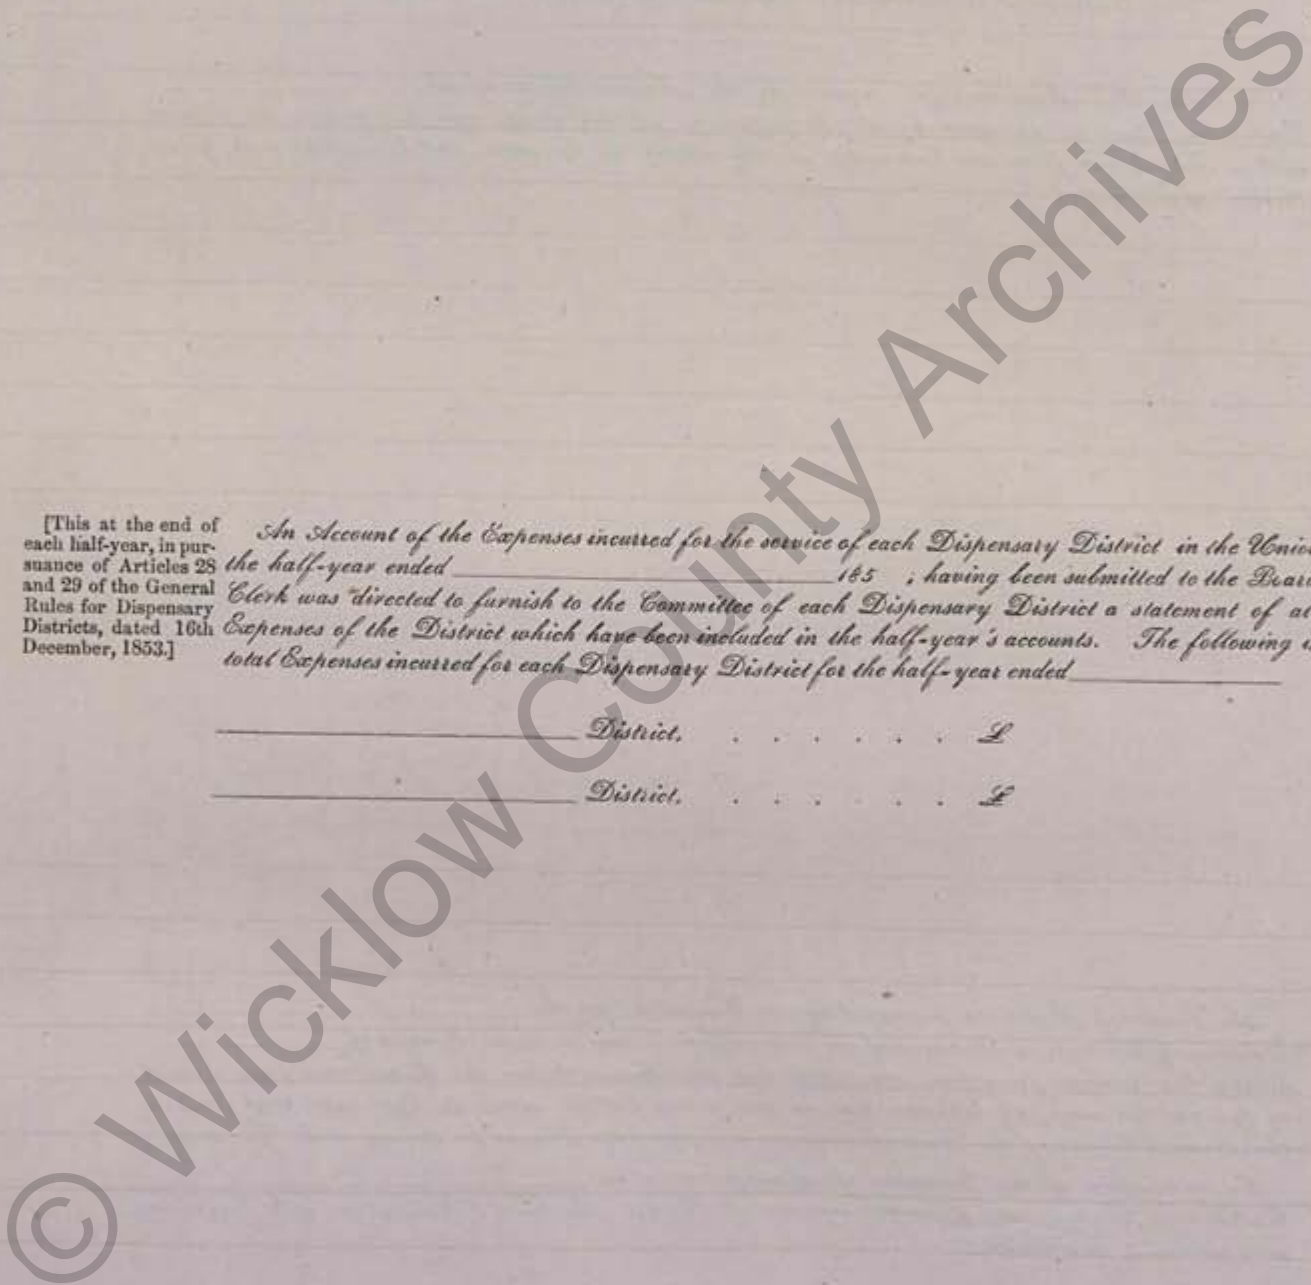 [This at the end of
each half-year, in pur-
suance of Articles 28
and 29 of the General
Rules for Dispensary
Districts, dated 16th
December, 1853.]
An Account of the Expenses incurred for the service of each Dispensary District in the Union
the half-year ended 185 ; having been submitted to the Boar
Clerk was directed to furnish to the Committee of each Dispensary District a statement of al
Expenses of the District which have been included in the half-year's accounts. The following i
total Expenses incurred for each Dispensary District for the half-year ended
District. . . . . . . £
District. . . . . . . £
© Wicklow County Archives